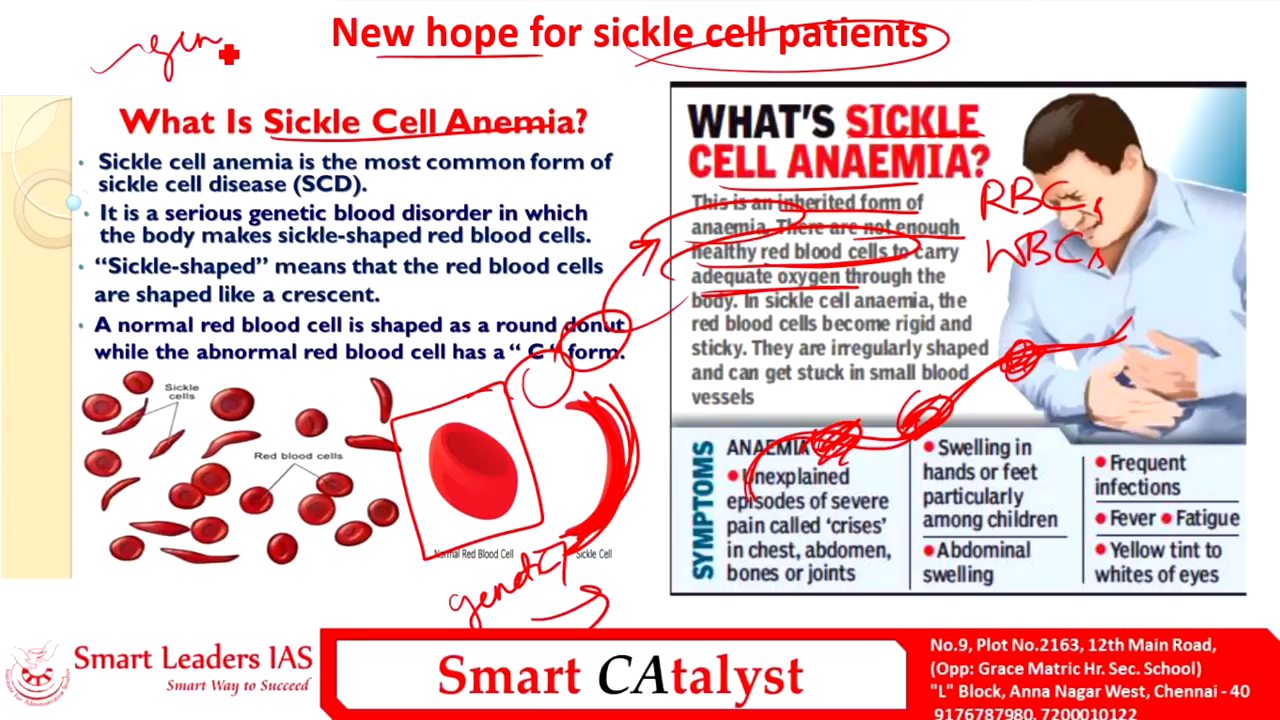 New hope for sickle cell patients
gen
What Is Sickle Cell Anemia?
• Sickle cell anemia is the most common form of
sickle cell disease (SCD).
• It is a serious genetic blood disorder in which
the body makes sickle-shaped red blood cells.
• “Sickle-shaped” means that the red blood cells
are shaped like a crescent.
• A normal red blood cell is shaped as a round donut
while the abnormal red blood cell has a “ C “ form.
Sickle
cells
Red blood cells
Normal Red Blood Cell
Sickle Cell
genetic
WHAT'S SICKLE
CELL ANAEMIA?
This is an inherited form of
anaemia. There are not enough
healthy red blood cells to carry
adequate oxygen through the
body. In sickle cell anaemia, the
red blood cells become rigid and
sticky. They are irregularly shaped
and can get stuck in small blood
vessels
RBCs
WBCs
SYMPTOMS
ANAEMIA
• Unexplained
episodes of severe
pain called ‘crises’
in chest, abdomen,
bones or joints
• Swelling in
hands or feet
particularly
among children
• Abdominal
swelling
• Frequent
infections
• Fever • Fatigue
• Yellow tint to
whites of eyes
Smart Leaders IAS
Smart Way to Succeed
Smart CAtalyst
No.9, Plot No.2163, 12th Main Road,
(Opp: Grace Matric Hr. Sec. School)
"L" Block, Anna Nagar West, Chennai - 40
9176787980, 7200010122